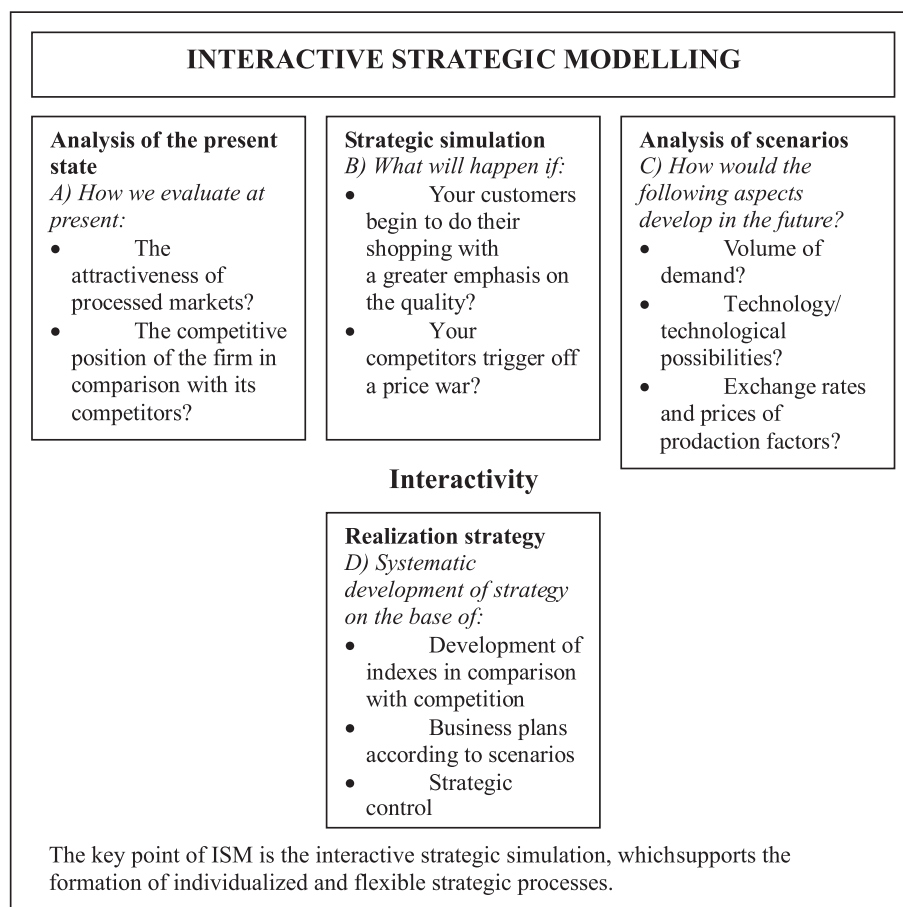 INTERACTIVE STRATEGIC MODELLING
Analysis of the present
state
A) How we evaluate at
present:
• The
attractiveness of
processed markets?
• The competitive
position of the firm in
comparison with its
competitors?
Strategic simulation
B) What will happen if:
• Your customers
begin to do their
shopping with
a greater emphasis on
the quality?
• Your
competitors trigger off
a price war?
Analysis of scenarios
C) How would the
following aspects
develop in the future?
• Volume of
demand?
• Technology/
technological
possibilities?
• Exchange rates
and prices of
prodaction factors?
Interactivity
Realization strategy
D) Systematic
development of strategy
on the base of:
• Development of
indexes in comparison
with competition
• Business plans
according to scenarios
• Strategic
control
The key point of ISM is the interactive strategic simulation, whichsupports the
formation of individualized and flexible strategic processes.